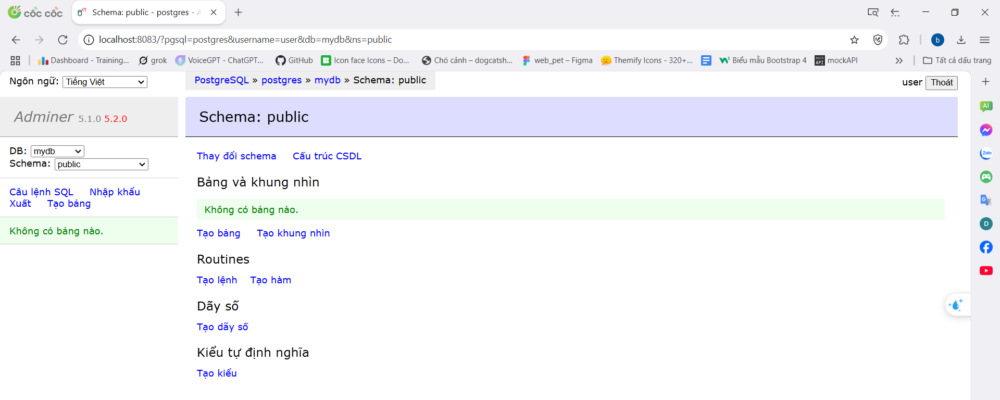 cốc cốc
Schema: public - postgres - A
localhost:8083/?pgsql=postgres&username=user&db=mydb&ns=public
b
Dashboard - Training...
grok
VoiceGPT - ChatGPT...
GitHub
Icon face Icons – Do...
Chó cảnh – dogcatsh...
web_pet – Figma
Themify Icons - 320+...
Biểu mẫu Bootstrap 4
mock API
mockAPI
Tất cả dấu trang
Ngôn ngữ: Tiếng Việt
PostgreSQL » postgres » mydb » Schema: public
user Thoát
Adminer 5.1.0 5.2.0
Schema: public
DB: mydb
Schema: public
Câu lệnh SQL Nhập khẩu
Xuất Tạo bảng
Không có bảng nào.
Thay đổi schema Cấu trúc CSDL
Bảng và khung nhìn
Không có bảng nào.
Tạo bảng Tạo khung nhìn
Routines
Tạo lệnh Tạo hàm
Dãy số
Tạo dãy số
Kiểu tự định nghĩa
Tạo kiểu
AI
Zalo
G
D